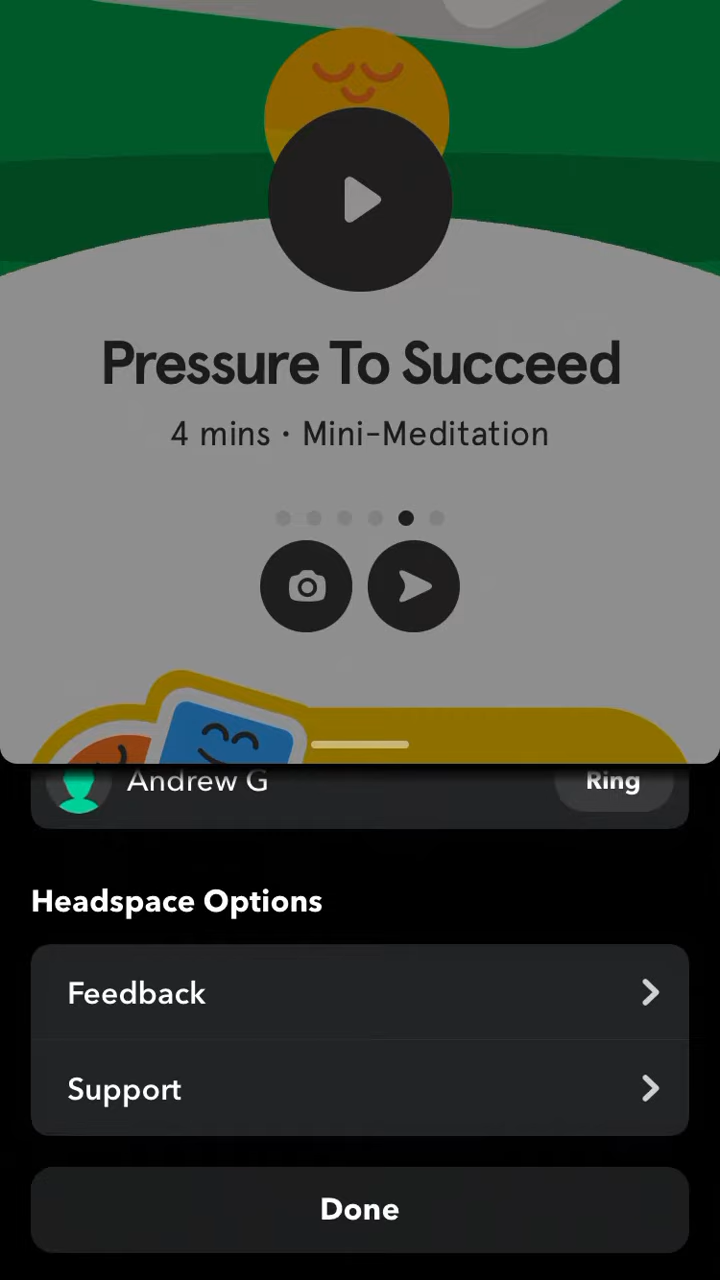 Pressure To Succeed
4 mins · Mini-Meditation
Andrew G
Ring
Headspace Options
Feedback
Support
Done